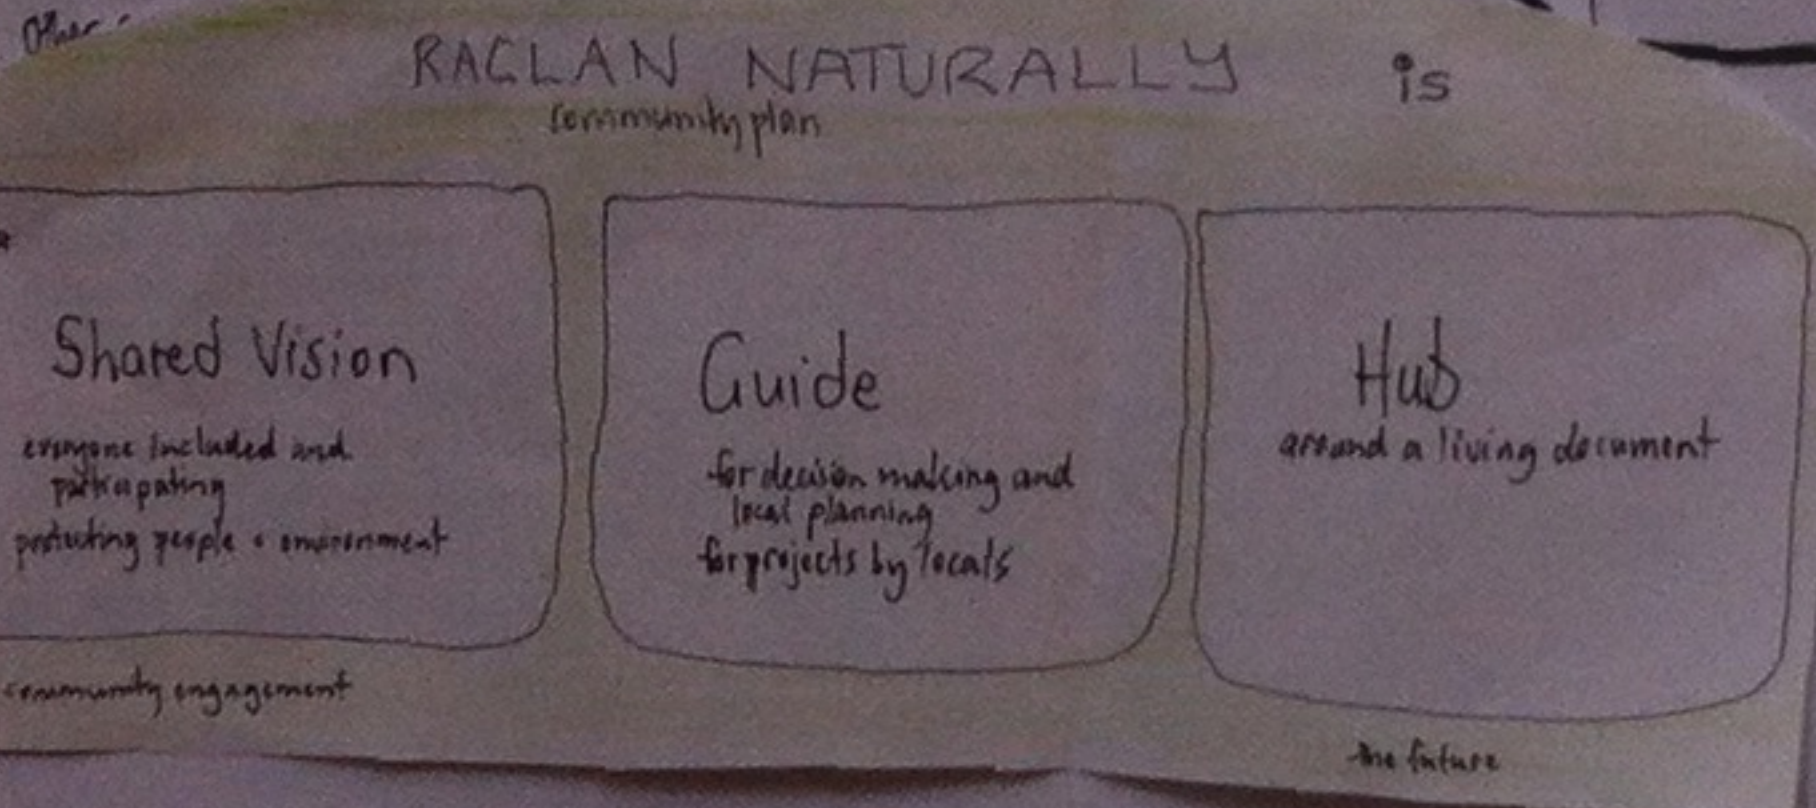 Other
RAGLAN NATURALLY is
community plan
Shared Vision
everyone included and
participating
protecting people + environment
community engagement
Guide
for decision making and
local planning
for projects by locals
Hub
around a living document
the future